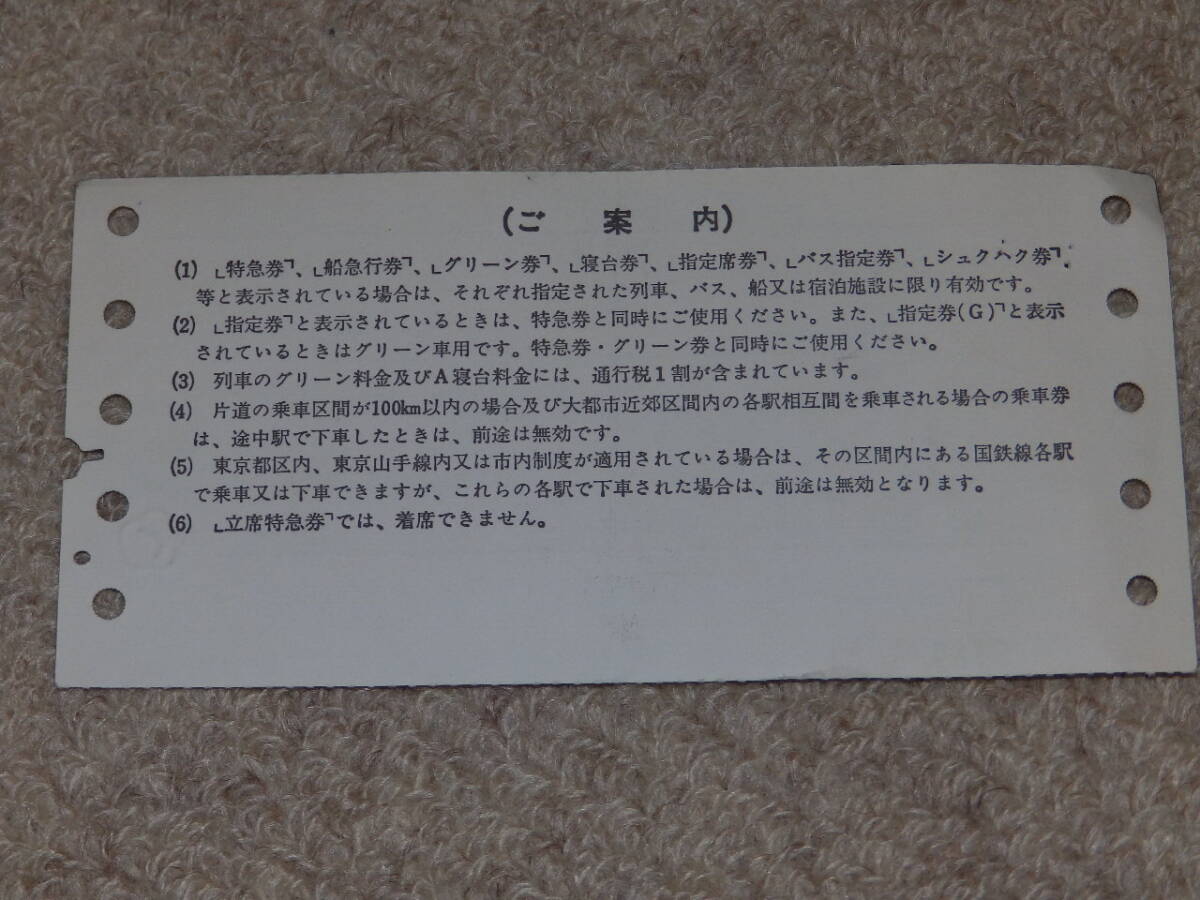 (ご案内)
(1) ⌞特急券⌝、⌞船急行券⌝、⌞グリーン券⌝、⌞寝台券⌝、⌞指定席券⌝、⌞バス指定券⌝、⌞シュクハク券⌝、
等と表示されている場合は、それぞれ指定された列車、バス、船又は宿泊施設に限り有効です。
(2) ⌞指定券⌝と表示されているときは、特急券と同時にご使用ください。また、⌞指定券(G)⌝と表示
されているときはグリーン車用です。特急券・グリーン券と同時にご使用ください。
(3) 列車のグリーン料金及びA寝台料金には、通行税1割が含まれています。
(4) 片道の乗車区間が100km以内の場合及び大都市近郊区間内の各駅相互間を乗車される場合の乗車券
は、途中駅で下車したときは、前途は無効です。
(5) 東京都区内、東京山手線内又は市内制度が適用されている場合は、その区間内にある国鉄線各駅
で乗車又は下車できますが、これらの各駅で下車された場合は、前途は無効となります。
(6) ⌞立席特急券⌝では、着席できません。